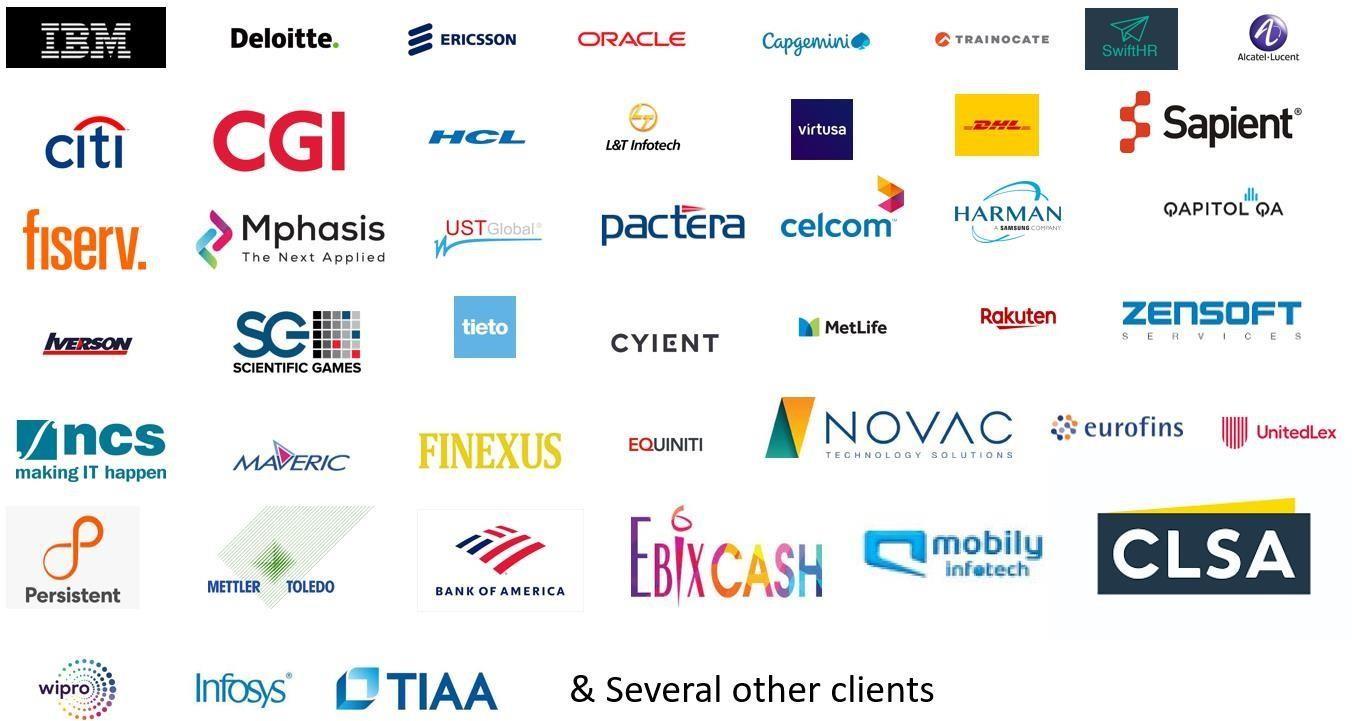 IBM
Deloitte.
ERICSSON
ORACLE
Capgemini
TRAINOCATE
SwiftHR
Alcatel·Lucent
citi
CGI
HCL
L&T Infotech
virtusa
DHL
Sapient®
fiserv.
Mphasis
The Next Applied
UST Global®
pactera
celcom™
HARMAN
A SAMSUNG COMPANY
QAPITOL QA
IVERSON
SG
SCIENTIFIC GAMES
tieto
CYIENT
MetLife
Rakuten
ZENSOFT
SERVICES
ncs
making IT happen
MAVERIC
FINEXUS
EQUINITI
NOVAC
TECHNOLOGY SOLUTIONS
eurofins
UnitedLex
Persistent
METTLER TOLEDO
BANK OF AMERICA
EBIXCASH
mobily
infotech
CLSA
wipro
Infosys®
TIAA
& Several other clients